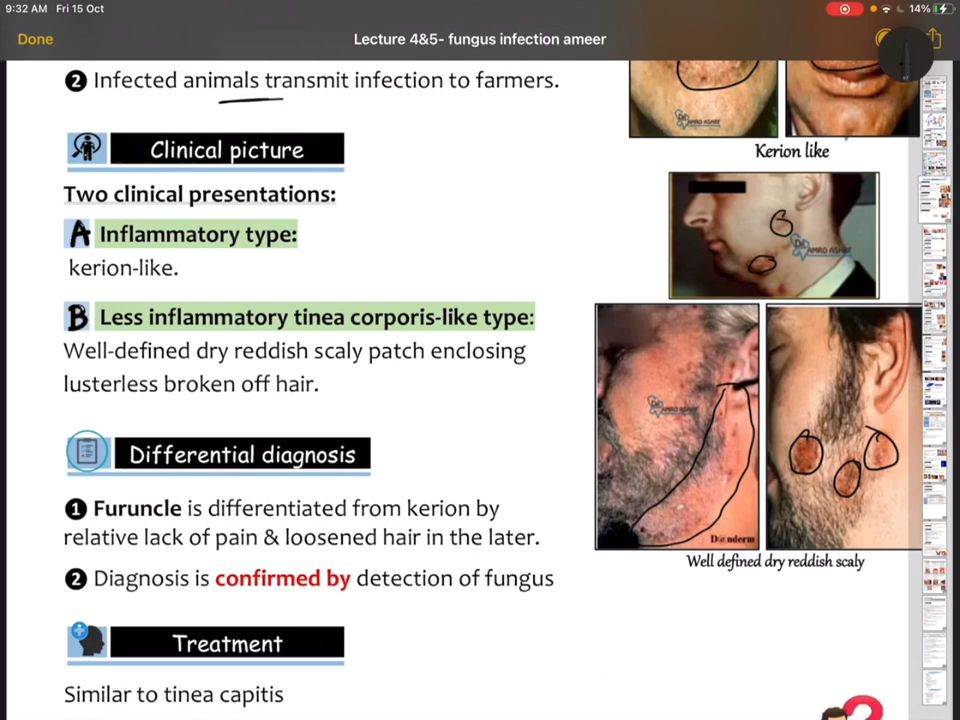 9:32 AM Fri 15 Oct
14%
Done
Lecture 4&5- fungus infection ameer
❷ Infected animals transmit infection to farmers.
Kerion like
Clinical picture
Two clinical presentations:
A Inflammatory type:
kerion-like.
B Less inflammatory tinea corporis-like type:
Well-defined dry reddish scaly patch enclosing
lusterless broken off hair.
D@nderm
Well defined dry reddish scaly
Differential diagnosis
❶ Furuncle is differentiated from kerion by
relative lack of pain & loosened hair in the later.
❷ Diagnosis is confirmed by detection of fungus
Treatment
Similar to tinea capitis